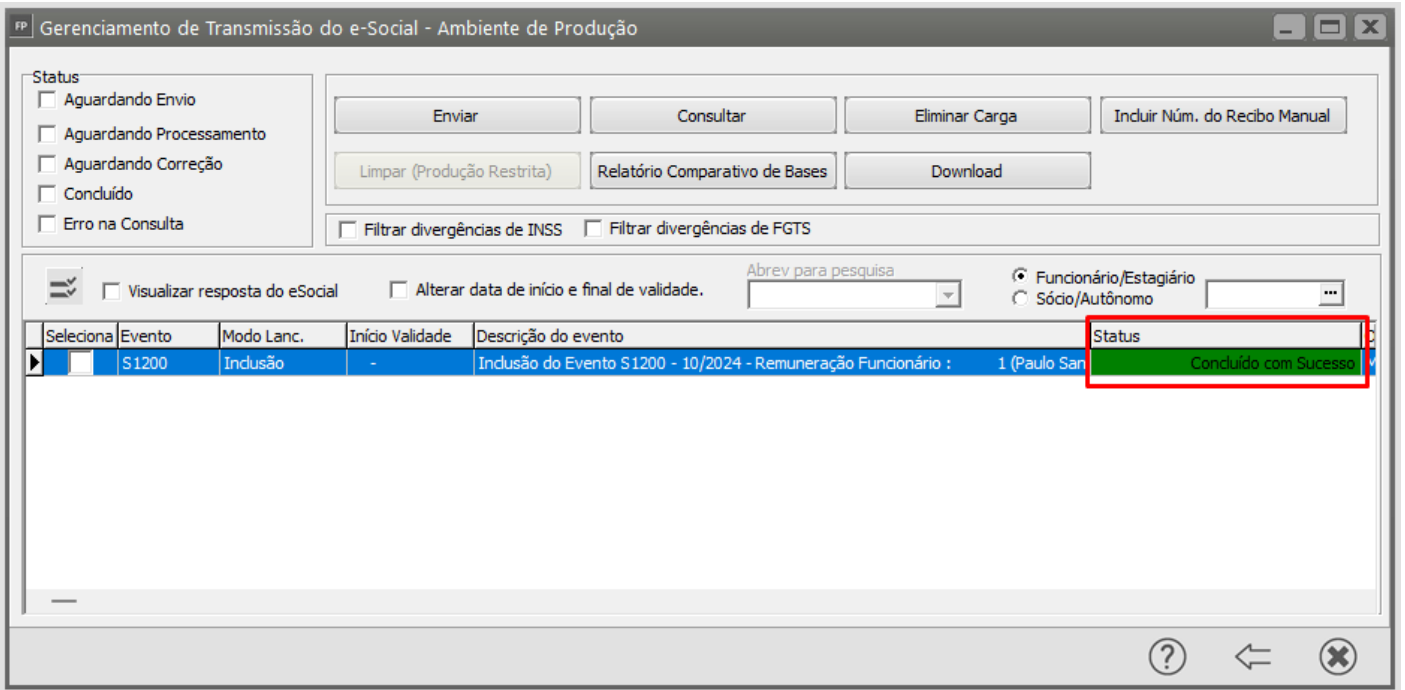 FP Gerenciamento de Transmissão do e-Social - Ambiente de Produção
Status
Aguardando Envio
Aguardando Processamento
Aguardando Correção
Concluído
Erro na Consulta
Enviar Consultar Eliminar Carga Incluir Núm. do Recibo Manual
Limpar (Produção Restrita) Relatório Comparativo de Bases Download
Filtrar divergências de INSS Filtrar divergências de FGTS
Visualizar resposta do eSocial Alterar data de início e final de validade.
Abrev para pesquisa
Funcionário/Estagiário
Sócio/Autônomo
...
Seleciona Evento Modo Lanc. Início Validade Descrição do evento Status
S1200 Inclusão - Inclusão do Evento S1200 - 10/2024 - Remuneração Funcionário : 1 (Paulo San Concluído com Sucesso